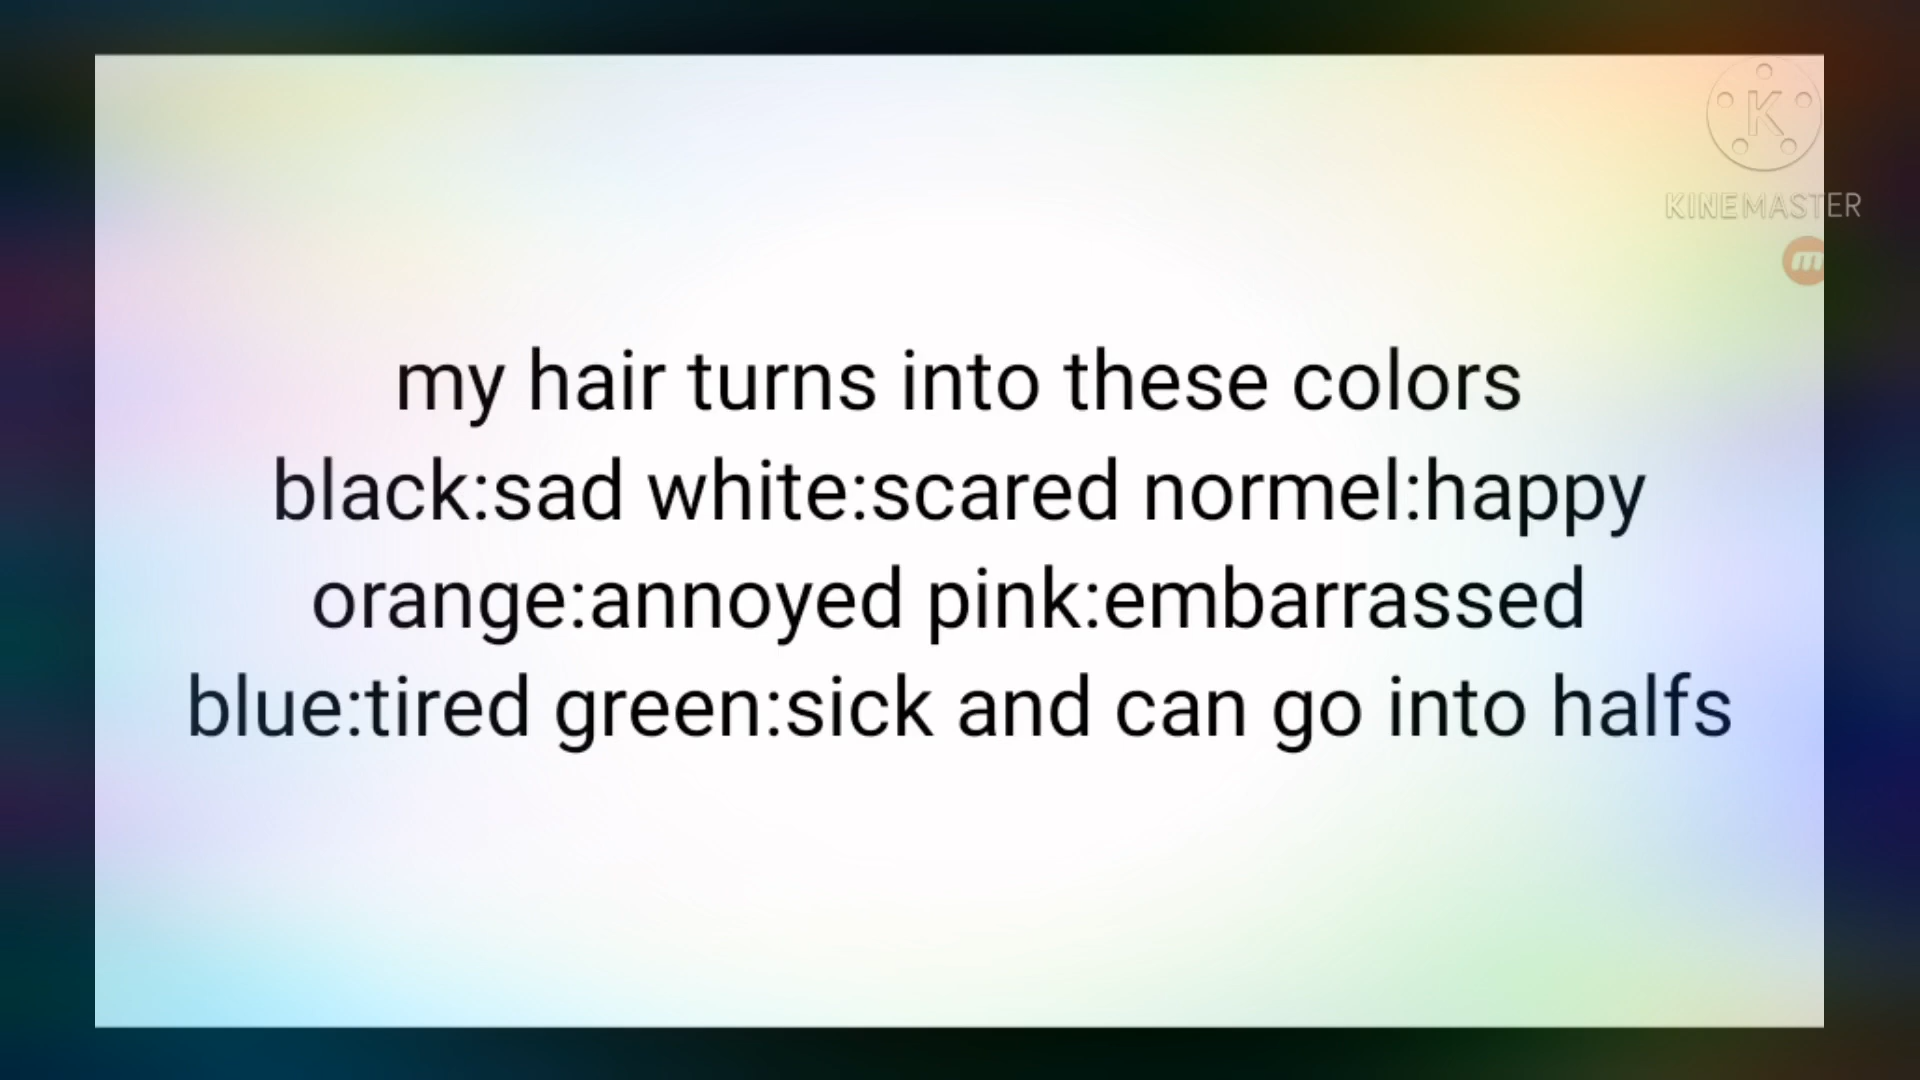 K
KINEMASTER
m
my hair turns into these colors
black:sad white:scared normel:happy
orange:annoyed pink:embarrassed
blue:tired green:sick and can go into halfs